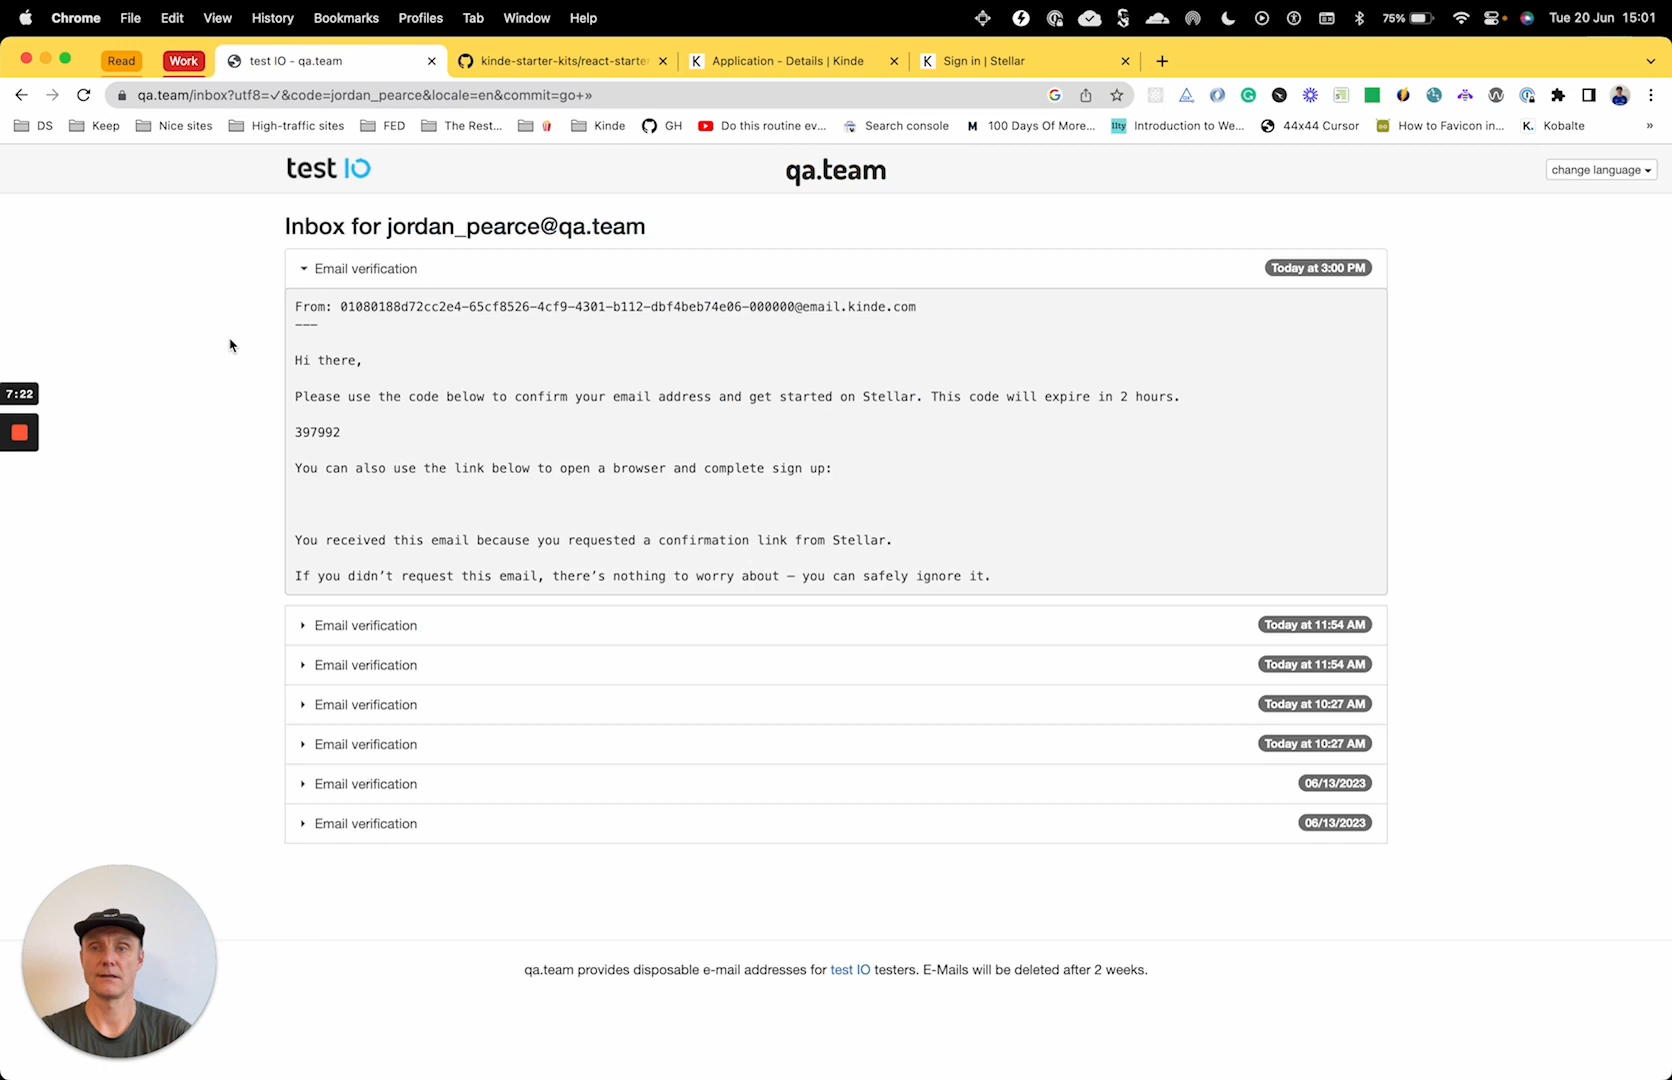 Chrome File Edit View History Bookmarks Profiles Tab Window Help 75% Tue 20 Jun 15:01
Read Work test IO - qa.team kinde-starter-kits/react-starter Application - Details | Kinde Sign in | Stellar
qa.team/inbox?utf8=✓&code=jordan_pearce&locale=en&commit=go+»
DS Keep Nice sites High-traffic sites FED The Rest... Kinde GH Do this routine ev... Search console 100 Days Of More... Introduction to We... 44x44 Cursor How to Favicon in... Kobalte »
test IO qa.team change language
Inbox for jordan_pearce@qa.team
Email verification Today at 3:00 PM
From: 01080188d72cc2e4-65cf8526-4cf9-4301-b112-dbf4beb74e06-000000@email.kinde.com
---
Hi there,
Please use the code below to confirm your email address and get started on Stellar. This code will expire in 2 hours.
7:22
397992
You can also use the link below to open a browser and complete sign up:
You received this email because you requested a confirmation link from Stellar.
If you didn’t request this email, there’s nothing to worry about — you can safely ignore it.
Email verification Today at 11:54 AM
Email verification Today at 11:54 AM
Email verification Today at 10:27 AM
Email verification Today at 10:27 AM
Email verification 06/13/2023
Email verification 06/13/2023
qa.team provides disposable e-mail addresses for test IO testers. E-Mails will be deleted after 2 weeks.